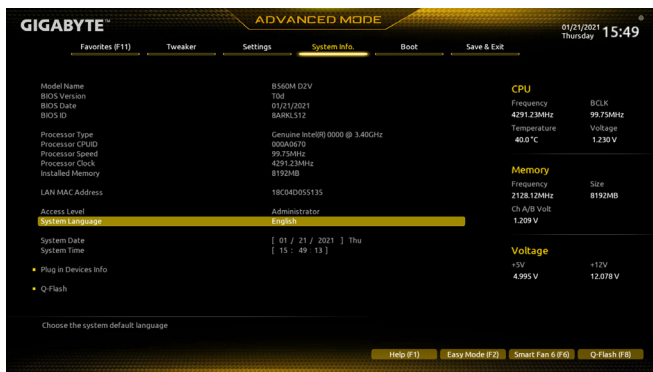 GIGABYTE™
ADVANCED MODE
01/21/2021 Thursday 15:49
Favorites (F11) Tweaker Settings System Info. Boot Save & Exit
Model Name B560M D2V
BIOS Version T0d
BIOS Date 01/21/2021
BIOS ID 8ARKL512
Processor Type Genuine Intel(R) 0000 @ 3.40GHz
Processor CPUID 000A0670
Processor Speed 99.75MHz
Processor Clock 4291.23MHz
Installed Memory 8192MB
LAN MAC Address 18C04D055135
Access Level Administrator
System Language English
System Date [ 01 / 21 / 2021 ] Thu
System Time [ 15 : 49 : 13 ]
Plug in Devices Info
Q-Flash
Choose the system default language
CPU
Frequency BCLK
4291.23MHz 99.75MHz
Temperature Voltage
40.0 °C 1.230 V
Memory
Frequency Size
2128.12MHz 8192MB
Ch A/B Volt
1.209 V
Voltage
+5V +12V
4.995 V 12.078 V
Help (F1) Easy Mode (F2) Smart Fan 6 (F6) Q-Flash (F8)